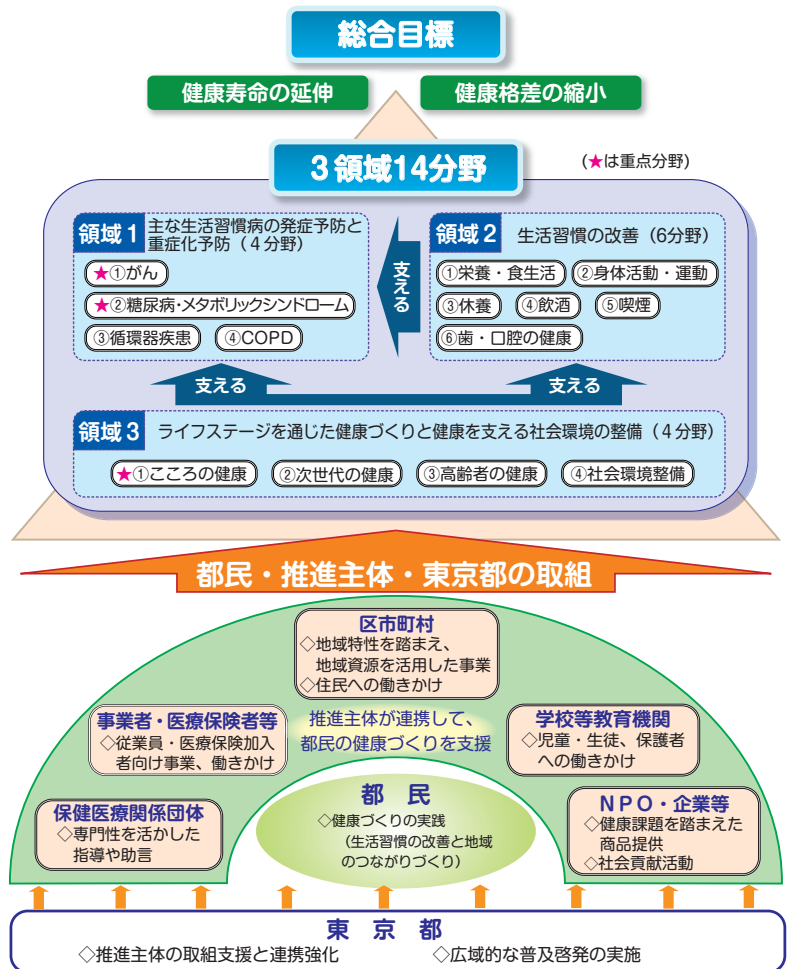 総合目標
健康寿命の延伸
健康格差の縮小
3領域14分野
(★は重点分野)
領域1
主な生活習慣病の発症予防と
重症化予防(4分野)
★①がん
★②糖尿病・メタボリックシンドローム
③循環器疾患
④COPD
支える
領域2
生活習慣の改善(6分野)
①栄養・食生活
②身体活動・運動
③休養
④飲酒
⑤喫煙
⑥歯・口腔の健康
支える
支える
領域3
ライフステージを通じた健康づくりと健康を支える社会環境の整備(4分野)
★①こころの健康
②次世代の健康
③高齢者の健康
④社会環境整備
都民・推進主体・東京都の取組
区市町村
◇地域特性を踏まえ、
地域資源を活用した事業
◇住民への働きかけ
事業者・医療保険者等
◇従業員・医療保険加入
者向け事業、働きかけ
推進主体が連携して、
都民の健康づくりを支援
学校等教育機関
◇児童・生徒、保護者
への働きかけ
保健医療関係団体
◇専門性を活かした
指導や助言
都民
◇健康づくりの実践
(生活習慣の改善と地域
のつながりづくり)
NPO・企業等
◇健康課題を踏まえた
商品提供
◇社会貢献活動
東京都
◇推進主体の取組支援と連携強化
◇広域的な普及啓発の実施